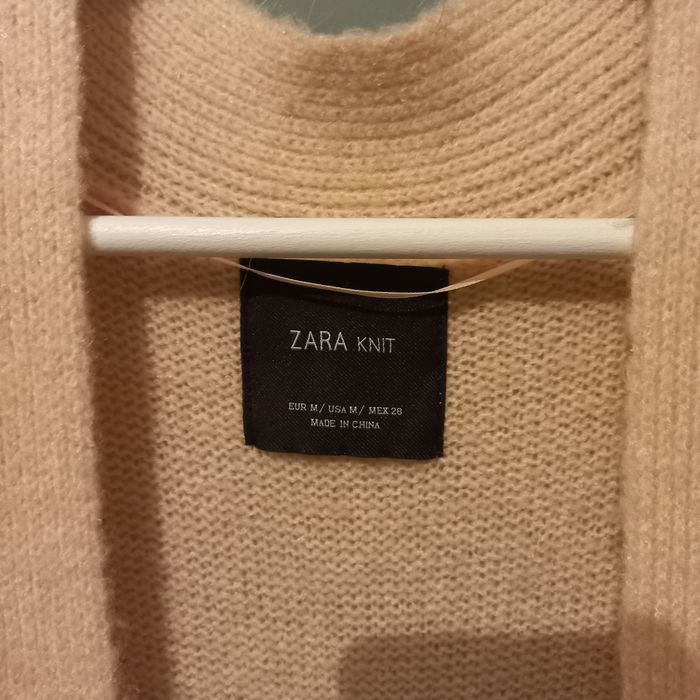 ZARA KNIT
EUR M/ USA M/ MEX 28
MADE IN CHINA